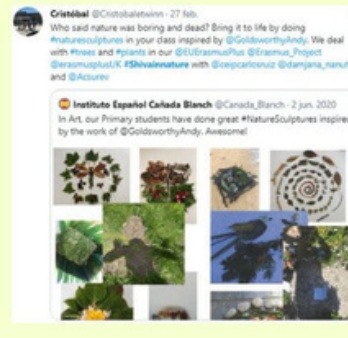 Cristóbal @Cristobaletwinn · 27 feb.
Who said nature was boring and dead? Bring it to life by doing
#naturesculptures in your class inspired by @GoldsworthyAndy. We deal
with #trees and #plants in our @EUErasmusPlus @Erasmus_Project
@erasmusplusUK #Shivainnature with @ceipcarlosruiz @damjana_nanut
and @Acsurev
Instituto Español Cañada Blanch @Canada_Blanch · 2 jun. 2020
In Art, our Primary students have done great #NatureSculptures inspire
by the work of @GoldsworthyAndy. Awesome!